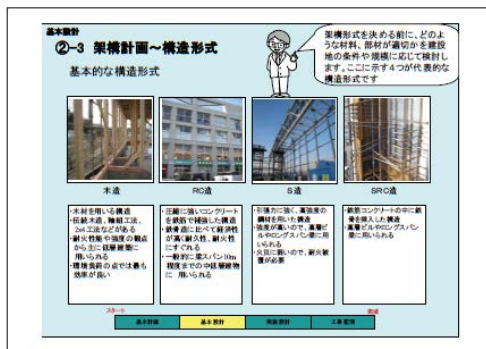 基本設計
②-3 架構計画～構造形式
基本的な構造形式
架構形式を決める前に、どのよ
うな材料、部材が適切かを建設
地の条件や規模に応じて検討し
ます。ここに示す4つが代表的な
構造形式です
木造
RC造
S造
SRC造
・木材を用いる構造
・伝統木造、軸組工法、
2x4工法などがある
・耐火性能や強度の観点
から主に低層建築に
用いられる
・環境負荷の点では最も
効率が良い
・圧縮に強いコンクリート
を鉄筋で補強した構造
・鉄骨造に比べて経済性
が高く耐久性、耐火性
にすぐれる
・一般的に梁スパン10m
程度までの中低層建物
に 用いられる
・引張力に強く、高強度の
鋼材を用いた構造
・強度が高いので、高層ビ
ルやロングスパン梁に用
いられる
・火災に弱いので、耐火被
覆が必要
・鉄筋コンクリートの中に鉄
骨を挿入した構造
・高層ビルやロングスパン
梁に用いられる
スタート
基本計画
基本設計
実施設計
工事監理